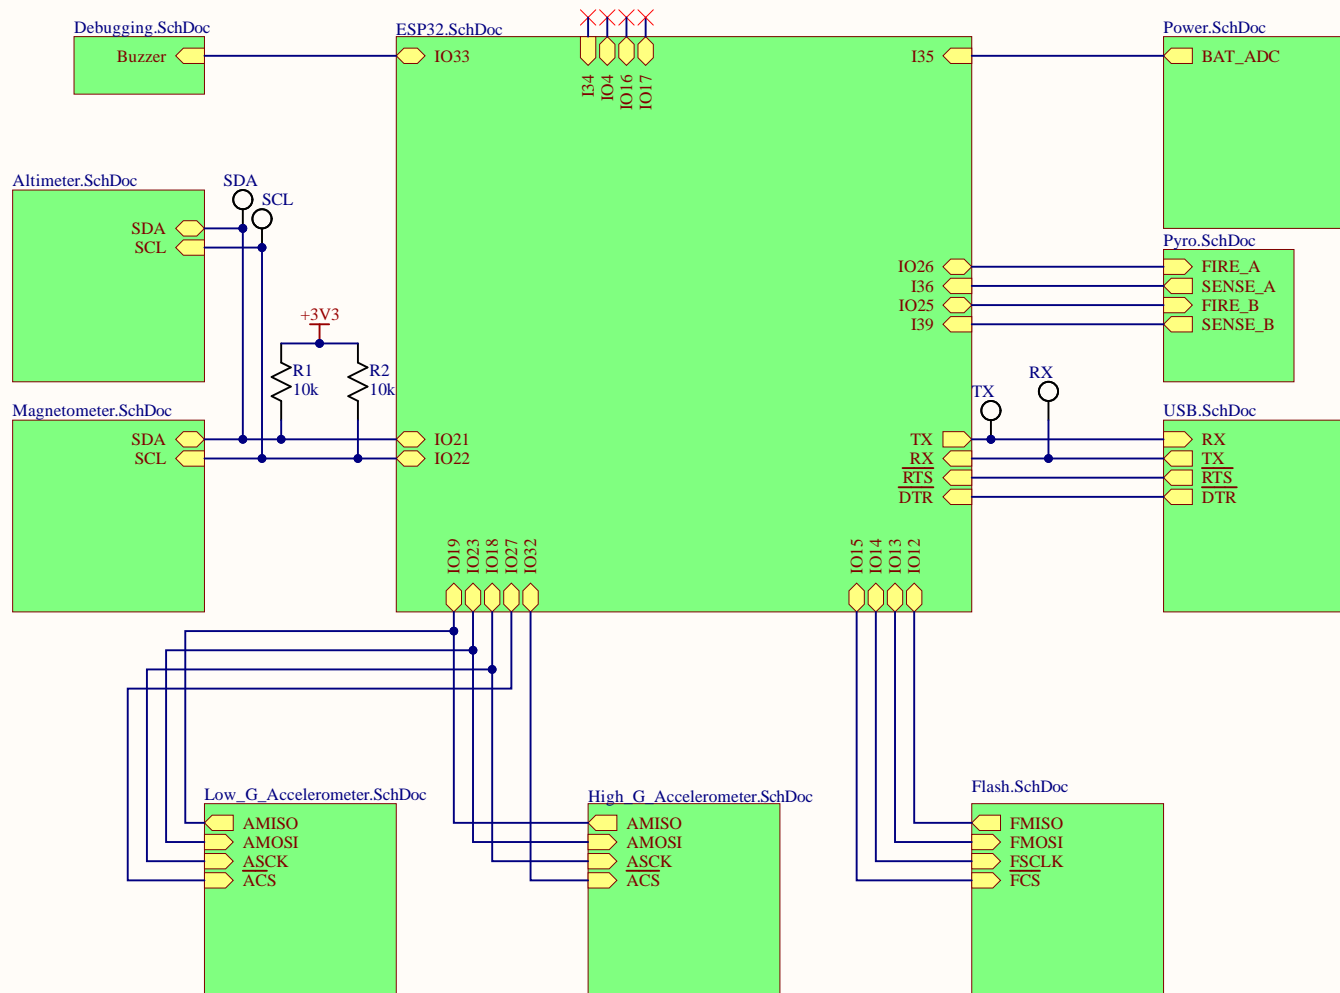 Debugging.SchDoc
Buzzer
ESP32.SchDoc
IO33
I34
IO4
IO16
IO17
I35
Power.SchDoc
BAT_ADC
Altimeter.SchDoc
SDA
SCL
SDA
SCL
+3V3
R1
10k
R2
10k
Pyro.SchDoc
IO26
I36
IO25
I39
FIRE_A
SENSE_A
FIRE_B
SENSE_B
Magnetometer.SchDoc
SDA
SCL
IO21
IO22
TX
RX
TX
RX
RTS
DTR
USB.SchDoc
RX
TX
RTS
DTR
IO19
IO23
IO18
IO27
IO32
IO15
IO14
IO13
IO12
Low_G_Accelerometer.SchDoc
AMISO
AMOSI
ASCK
ACS
High_G_Accelerometer.SchDoc
AMISO
AMOSI
ASCK
ACS
Flash.SchDoc
FMISO
FMOSI
FSCLK
FCS